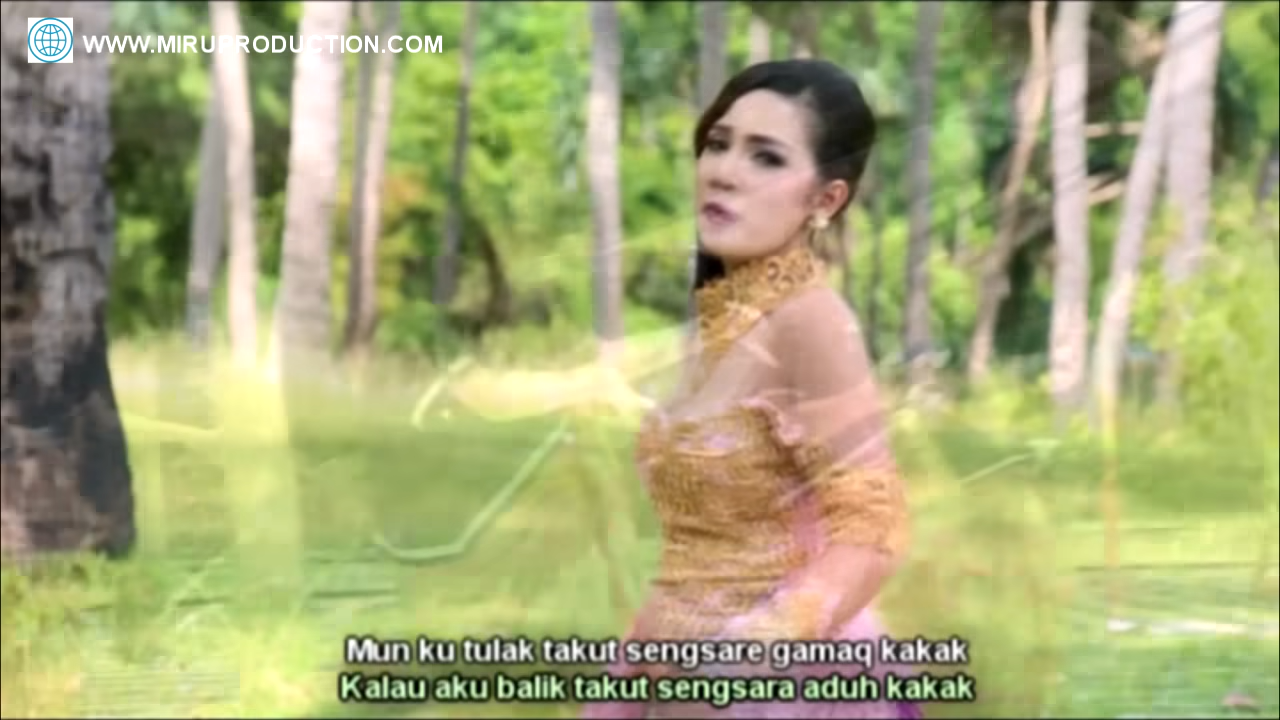 WWW.MIRUPRODUCTION.COM
Mun ku tulak takut sengsare gamaq kakak
Kalau aku balik takut sengsara aduh kakak